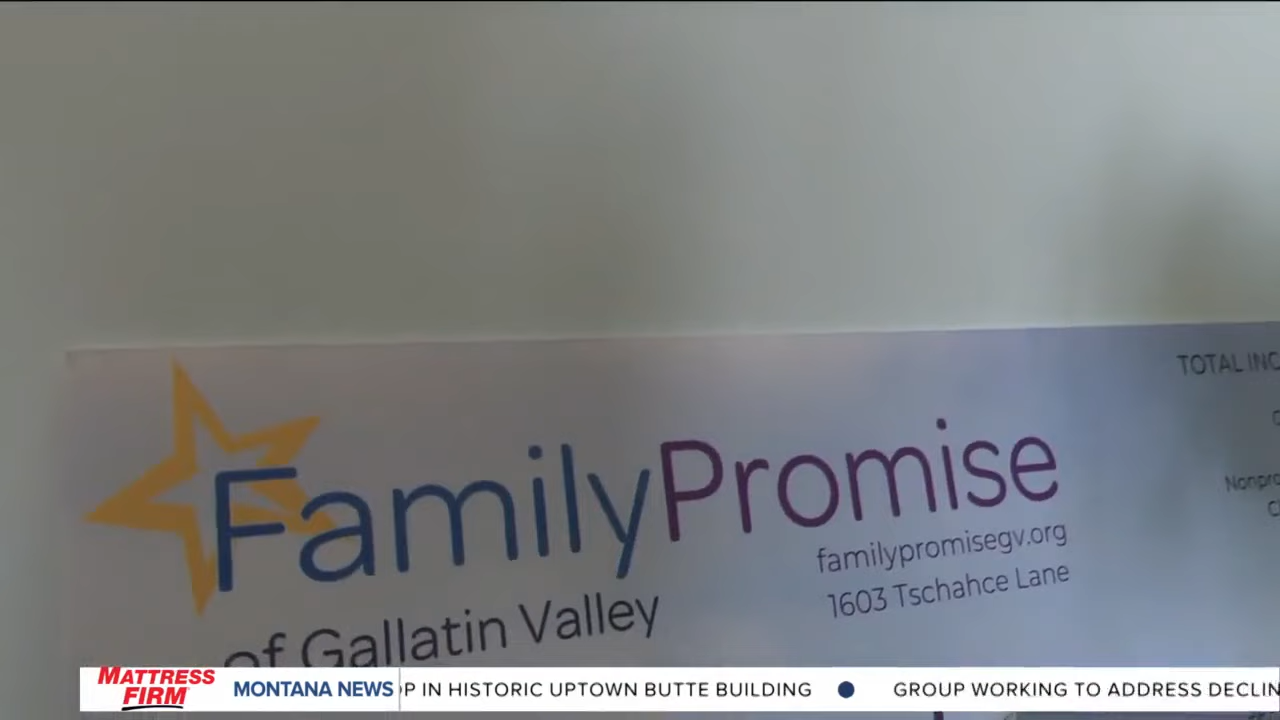 TOTAL INC
FamilyPromise
Nonpro
familypromisegv.org
1603 Tschahce Lane
of Gallatin Valley
MATTRESS
FIRM
MONTANA NEWS
P IN HISTORIC UPTOWN BUTTE BUILDING
GROUP WORKING TO ADDRESS DECLIN